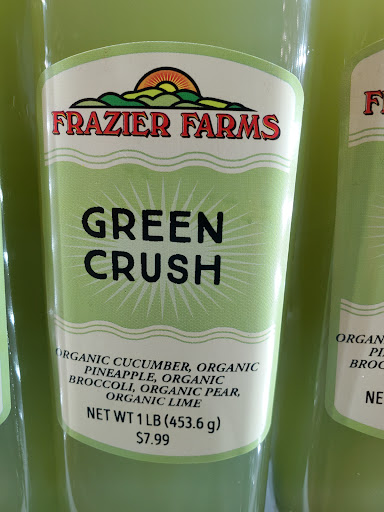 FRAZIER FARMS
GREEN
CRUSH
ORGANIC CUCUMBER, ORGANIC
PINEAPPLE, ORGANIC
BROCCOLI, ORGANIC PEAR,
ORGANIC LIME
NET WT 1 LB (453.6 g)
$7.99